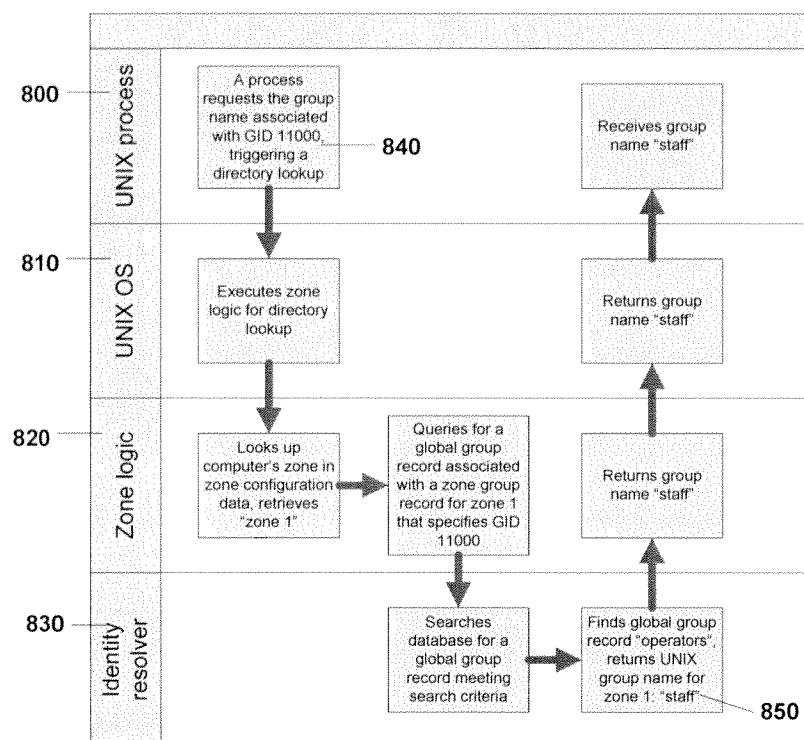 800
UNIX process
A process
requests the group
name associated
with GID 11000,
triggering a
directory lookup
840
Receives group
name “staff”
810
UNIX OS
Executes zone
logic for directory
lookup
Returns group
name “staff”
820
Zone logic
Looks up
computer’s zone in
zone configuration
data, retrieves
“zone 1”
Queries for a
global group
record associated
with a zone group
record for zone 1
that specifies GID
11000
Returns group
name “staff”
830
Identity
resolver
Searches
database for a
global group
record meeting
search criteria
Finds global group
record “operators“,
returns UNIX
group name for
zone 1: “staff”
850